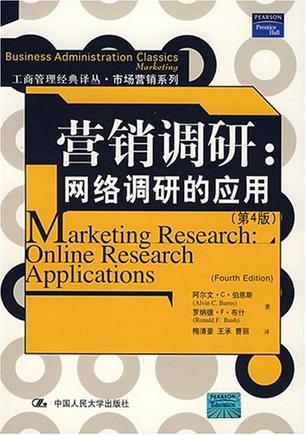 PEARSON
Prentice
Hall
Business Administration Classics
Marketing
工商管理经典译丛·市场营销系列
营销调研：
网络调研的应用
(第4版)
Marketing Research:
Online Research
Applications
(Fourth Edition)
阿尔文·C·伯恩斯
(Alvin C. Burns)
罗纳德·F·布什
(Ronald F. Bush)
著
梅清豪 王承 曹丽 译
中国人民大学出版社
PEARSON
Education